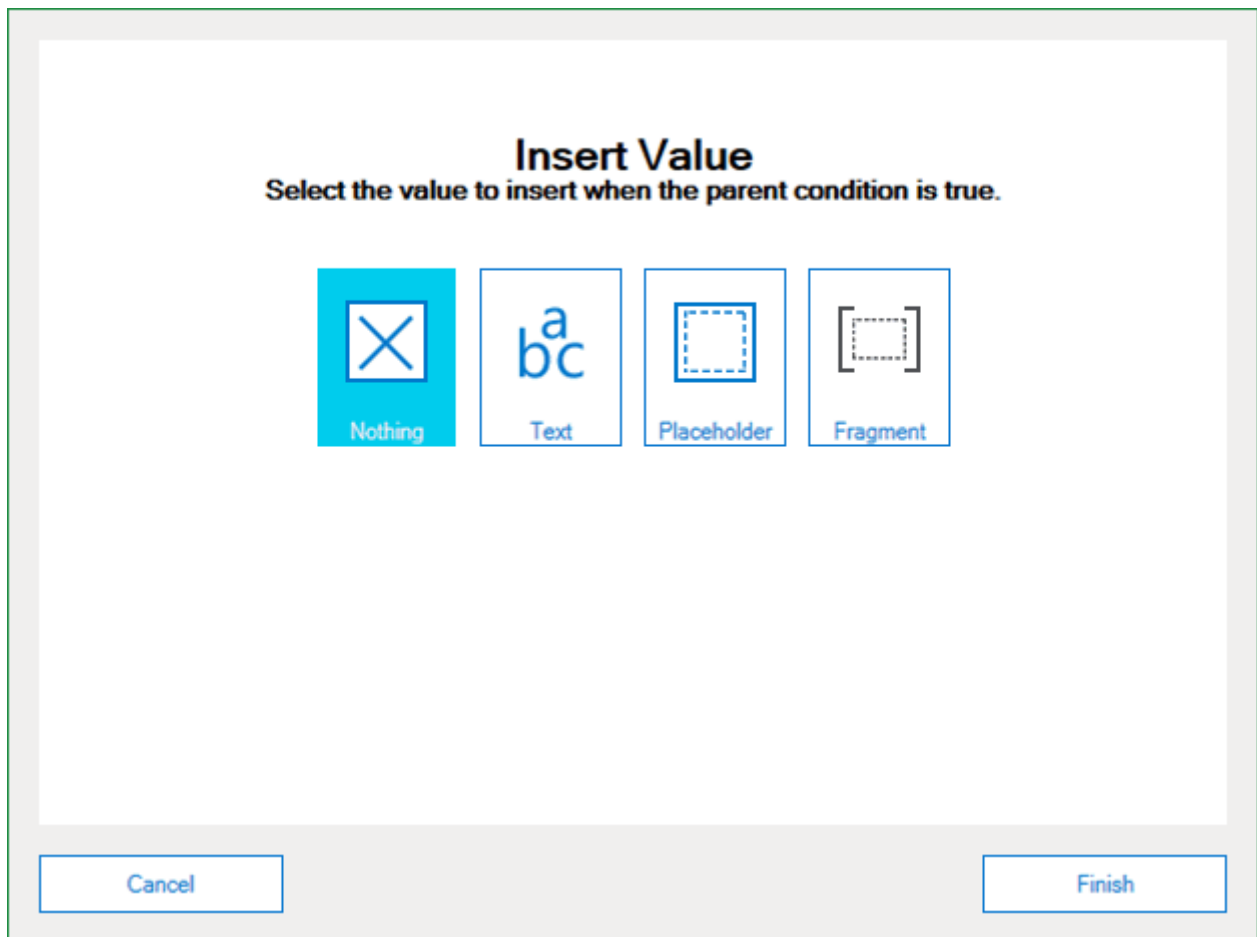 Insert Value
Select the value to insert when the parent condition is true.
a
bc
Nothing
Text
Placeholder
Fragment
Cancel
Finish